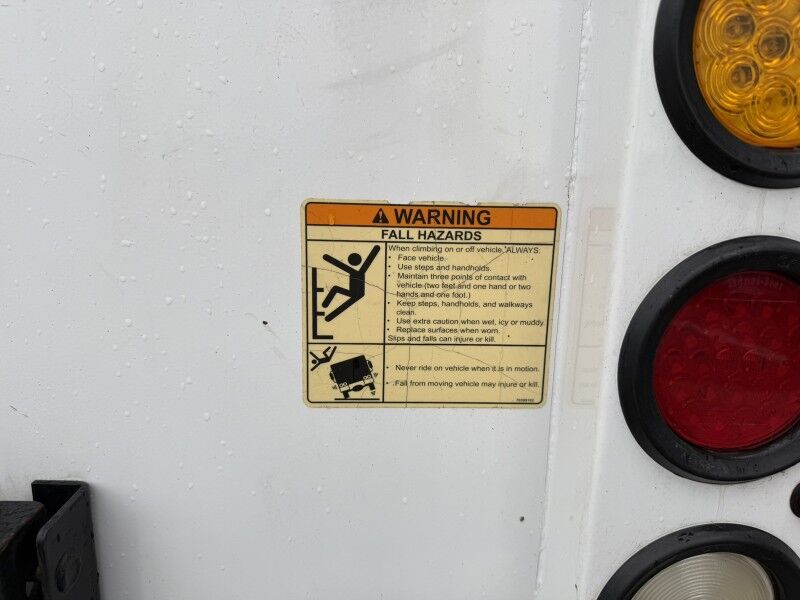 WARNING
FALL HAZARDS
When climbing on or off vehicle, ALWAYS:
• Face vehicle.
• Use steps and handholds.
• Maintain three points of contact with
vehicle (two feet and one hand or two
hands and one foot.)
• Keep steps, handholds, and walkways
clean.
• Use extra caution when wet, icy or muddy.
• Replace surfaces when worn.
Slips and falls can injure or kill.
• Never ride on vehicle when it is in motion.
• Fall from moving vehicle may injure or kill.